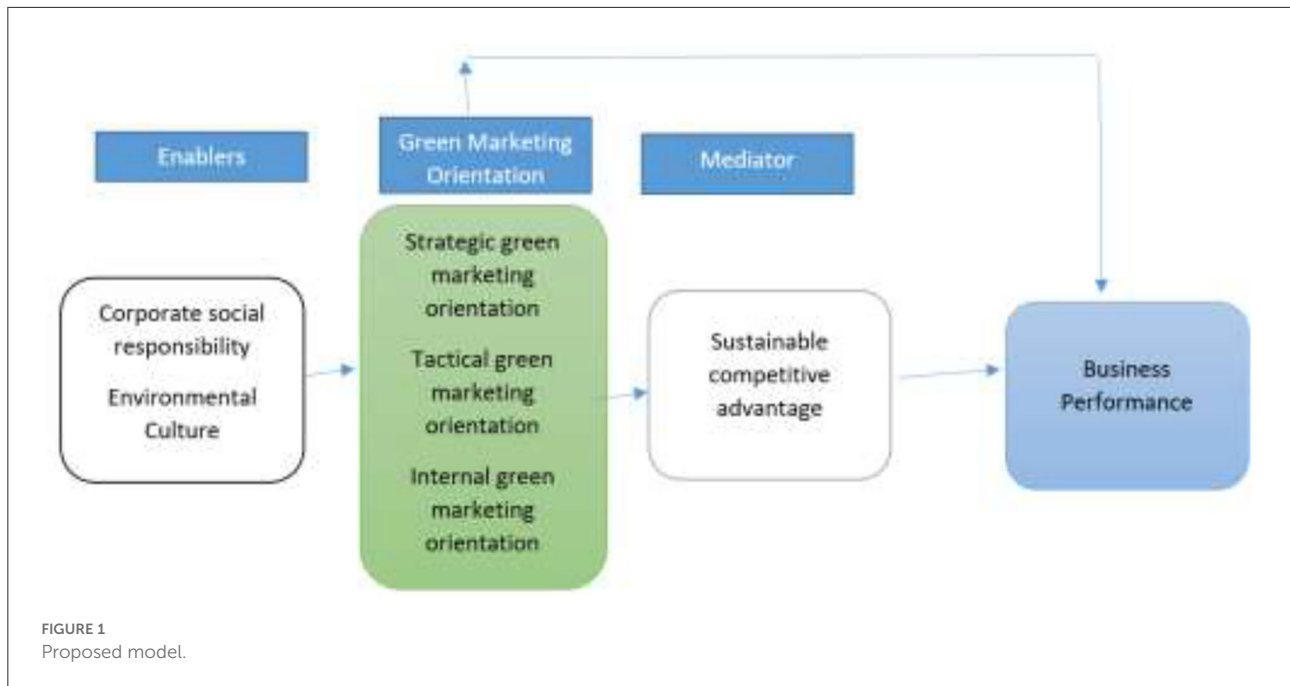 Enablers
Green Marketing
Orientation
Mediator
Corporate social
responsibility
Environmental
Culture
Strategic green
marketing
orientation
Tactical green
marketing
orientation
Internal green
marketing
orientation
Sustainable
competitive
advantage
Business
Performance
FIGURE 1
Proposed model.